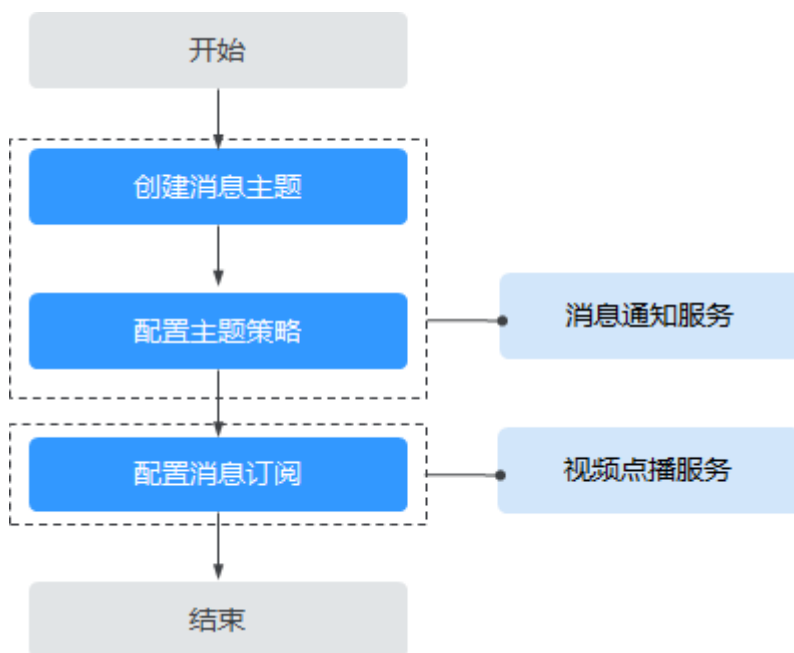 开始
创建消息主题
配置主题策略
消息通知服务
配置消息订阅
视频点播服务
结束